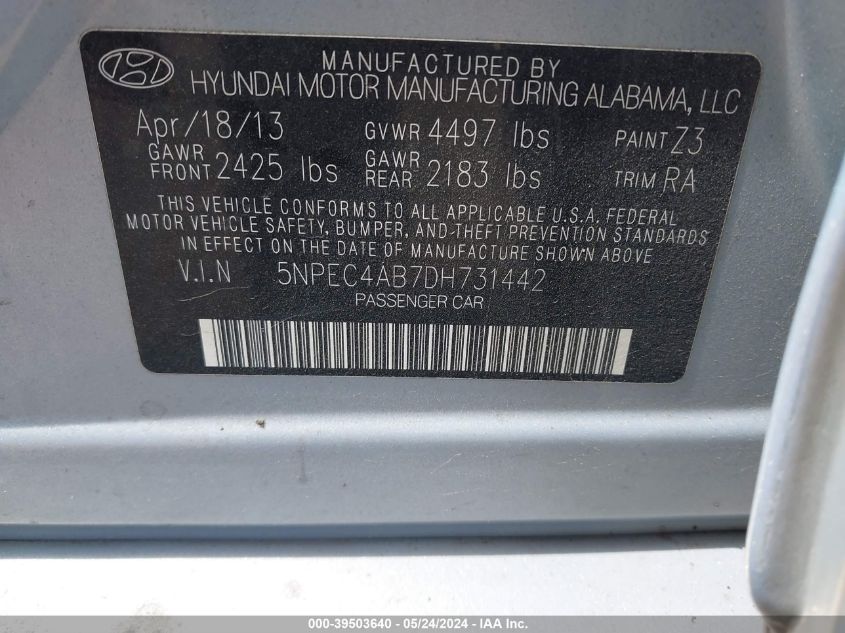 MANUFACTURED BY
HYUNDAI MOTOR MANUFACTURING ALABAMA, LLC
Apr/18/13 GVWR 4497 lbs PAINT Z3
GAWR FRONT 2425 lbs GAWR REAR 2183 lbs TRIM RA
THIS VEHICLE CONFORMS TO ALL APPLICABLE U.S.A. FEDERAL
MOTOR VEHICLE SAFETY, BUMPER, AND THEFT PREVENTION STANDARDS
IN EFFECT ON THE DATE OF MANUFACTURE SHOWN ABOVE
V.I.N 5NPEC4AB7DH731442
PASSENGER CAR
000-39503640 - 05/24/2024 - IAA Inc.